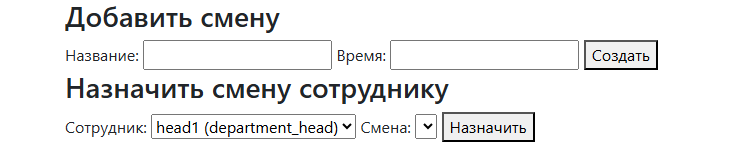 Добавить смену
Название: Время: Создать
Назначить смену сотруднику
Сотрудник: head1 (department_head) Смена: Назначить